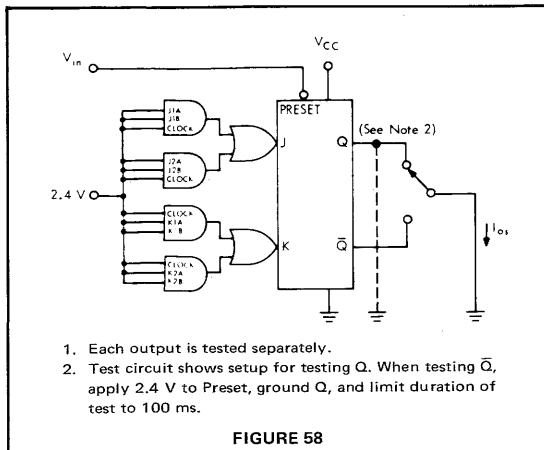 V_CC
V_in
PRESET
J1A
J1B
CLOCK
J
Q
(See Note 2)
J2A
J2B
CLOCK
2.4 V
CLOCK
K1A
K1B
K
Q̄
I_os
CLOCK
K2A
K2B
1. Each output is tested separately.
2. Test circuit shows setup for testing Q. When testing Q̄,
apply 2.4 V to Preset, ground Q, and limit duration of
test to 100 ms.
FIGURE 58